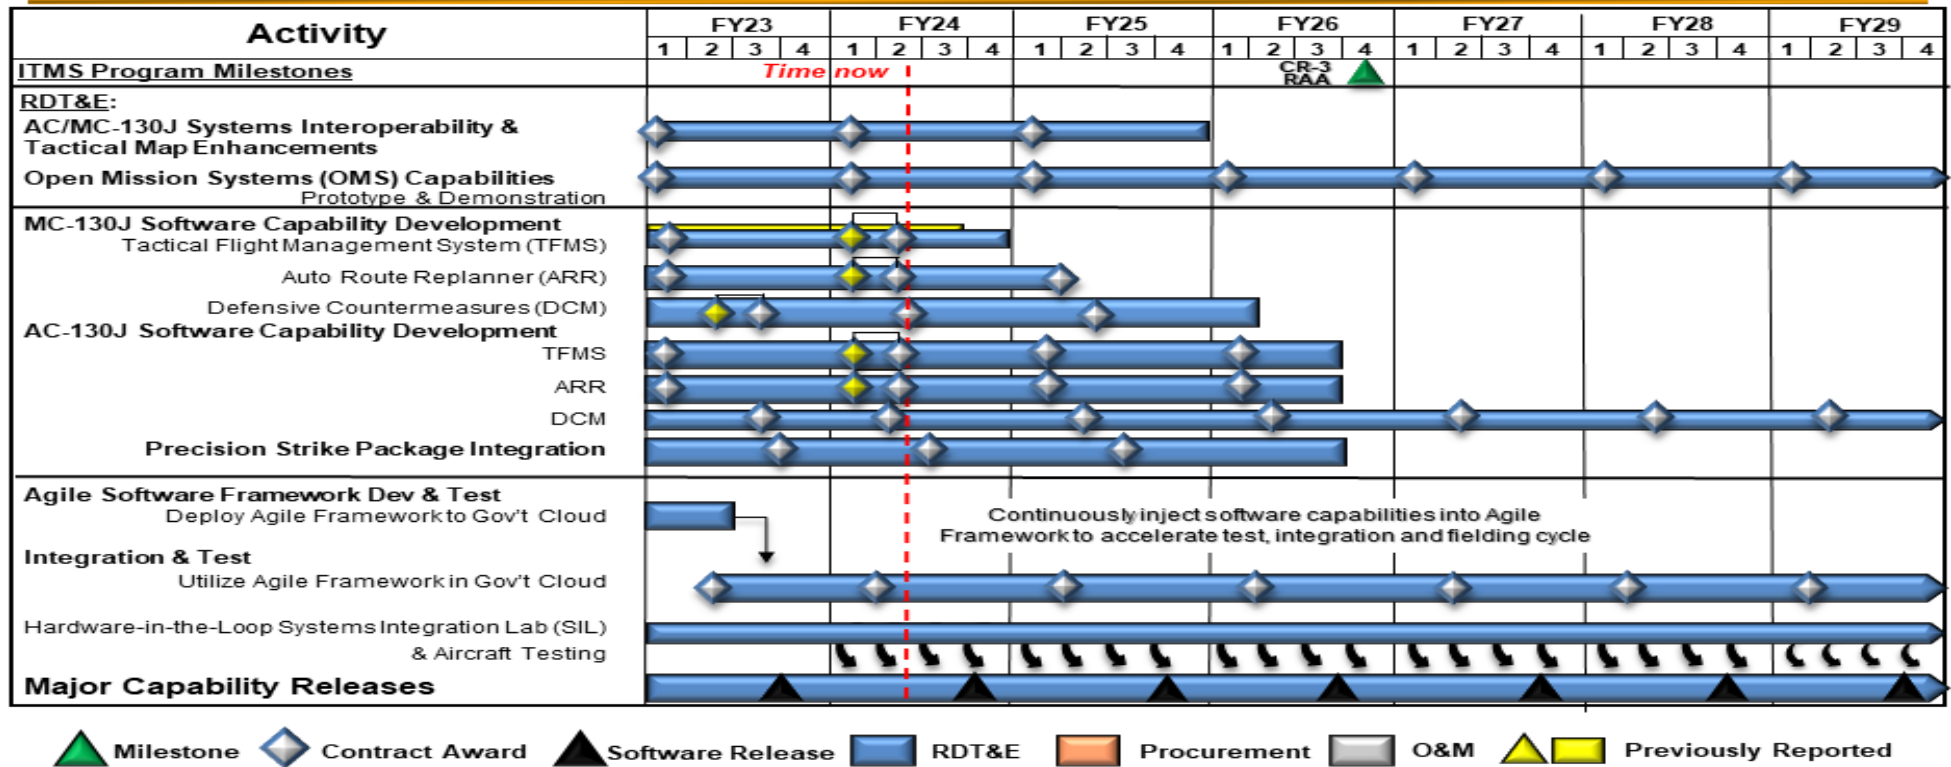 Activity
FY23 FY24 FY25 FY26 FY27 FY28 FY29
1 2 3 4 1 2 3 4 1 2 3 4 1 2 3 4 1 2 3 4 1 2 3 4 1 2 3 4
ITMS Program Milestones
Time now
CR-3
RAA
RDT&E:
AC/MC-130J Systems Interoperability &
Tactical Map Enhancements
Open Mission Systems (OMS) Capabilities
Prototype & Demonstration
MC-130J Software Capability Development
Tactical Flight Management System (TFMS)
Auto Route Replanner (ARR)
Defensive Countermeasures (DCM)
AC-130J Software Capability Development
TFMS
ARR
DCM
Precision Strike Package Integration
Agile Software Framework Dev & Test
Deploy Agile Framework to Gov't Cloud
Continuously inject software capabilities into Agile
Framework to accelerate test, integration and fielding cycle
Integration & Test
Utilize Agile Framework in Gov't Cloud
Hardware-in-the-Loop Systems Integration Lab (SIL)
& Aircraft Testing
Major Capability Releases
Milestone Contract Award Software Release RDT&E Procurement O&M Previously Reported